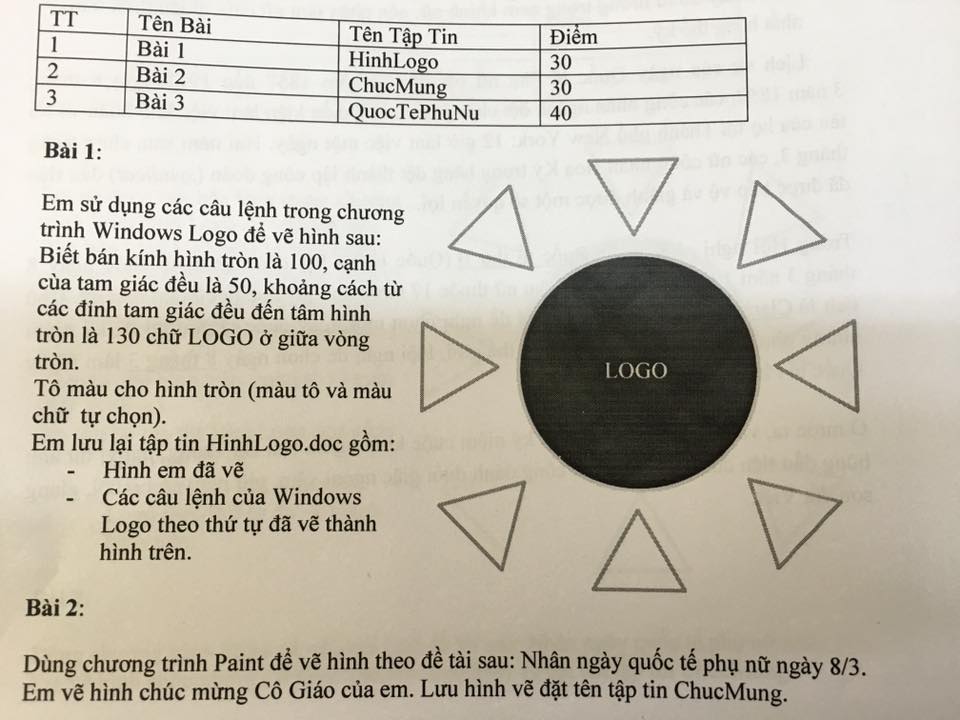 TT Tên Bài Tên Tập Tin Điểm
1 Bài 1 HinhLogo 30
2 Bài 2 ChucMung 30
3 Bài 3 QuocTePhuNu 40
Bài 1:
Em sử dụng các câu lệnh trong chương
trình Windows Logo để vẽ hình sau:
Biết bán kính hình tròn là 100, cạnh
của tam giác đều là 50, khoảng cách từ
các đỉnh tam giác đều đến tâm hình
tròn là 130 chữ LOGO ở giữa vòng
tròn.
Tô màu cho hình tròn (màu tô và màu
chữ tự chọn).
Em lưu lại tập tin HinhLogo.doc gồm:
- Hình em đã vẽ
- Các câu lệnh của Windows
Logo theo thứ tự đã vẽ thành
hình trên.
LOGO
Bài 2:
Dùng chương trình Paint để vẽ hình theo đề tài sau: Nhân ngày quốc tế phụ nữ ngày 8/3.
Em vẽ hình chúc mừng Cô Giáo của em. Lưu hình vẽ đặt tên tập tin ChucMung.